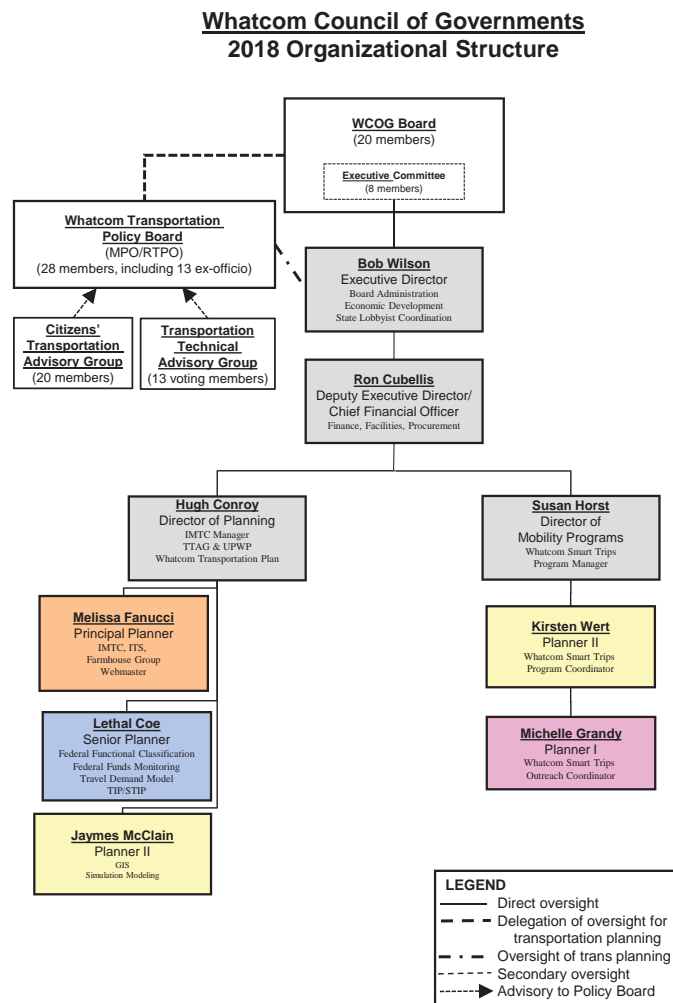 Whatcom Council of Governments
2018 Organizational Structure
WCOG Board
(20 members)
Executive Committee
(8 members)
Whatcom Transportation
Policy Board
(MPO/RTPO)
(28 members, including 13 ex-officio)
Bob Wilson
Executive Director
Board Administration
Economic Development
State Lobbyist Coordination
Citizens'
Transportation
Advisory Group
(20 members)
Transportation
Technical
Advisory Group
(13 voting members)
Ron Cubellis
Deputy Executive Director/
Chief Financial Officer
Finance, Facilities, Procurement
Hugh Conroy
Director of Planning
IMTC Manager
TTAG & UPWP
Whatcom Transportation Plan
Susan Horst
Director of
Mobility Programs
Whatcom Smart Trips
Program Manager
Melissa Fanucci
Principal Planner
IMTC, ITS,
Farmhouse Group
Webmaster
Kirsten Wert
Planner II
Whatcom Smart Trips
Program Coordinator
Lethal Coe
Senior Planner
Federal Functional Classification
Federal Funds Monitoring
Travel Demand Model
TIP/STIP
Michelle Grandy
Planner I
Whatcom Smart Trips
Outreach Coordinator
Jaymes McClain
Planner II
GIS
Simulation Modeling
LEGEND
Direct oversight
Delegation of oversight for
transportation planning
Oversight of trans planning
Secondary oversight
Advisory to Policy Board